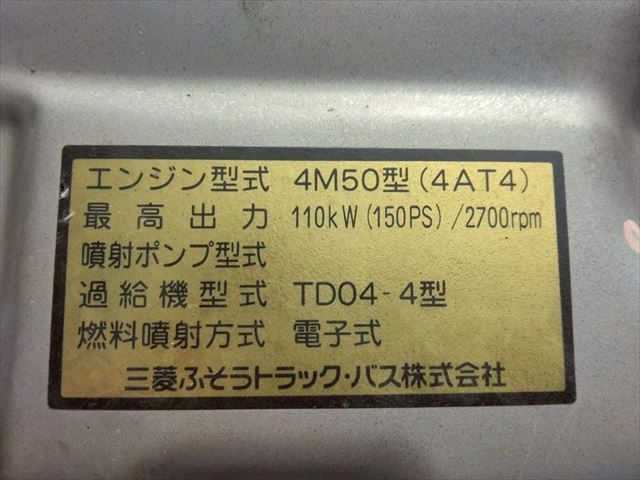 エンジン型式 4M50型(4AT4)
最高出力 110kW(150PS)/2700rpm
噴射ポンプ型式
過給機型式 TD04-4型
燃料噴射方式 電子式
三菱ふそうトラック・バス株式会社